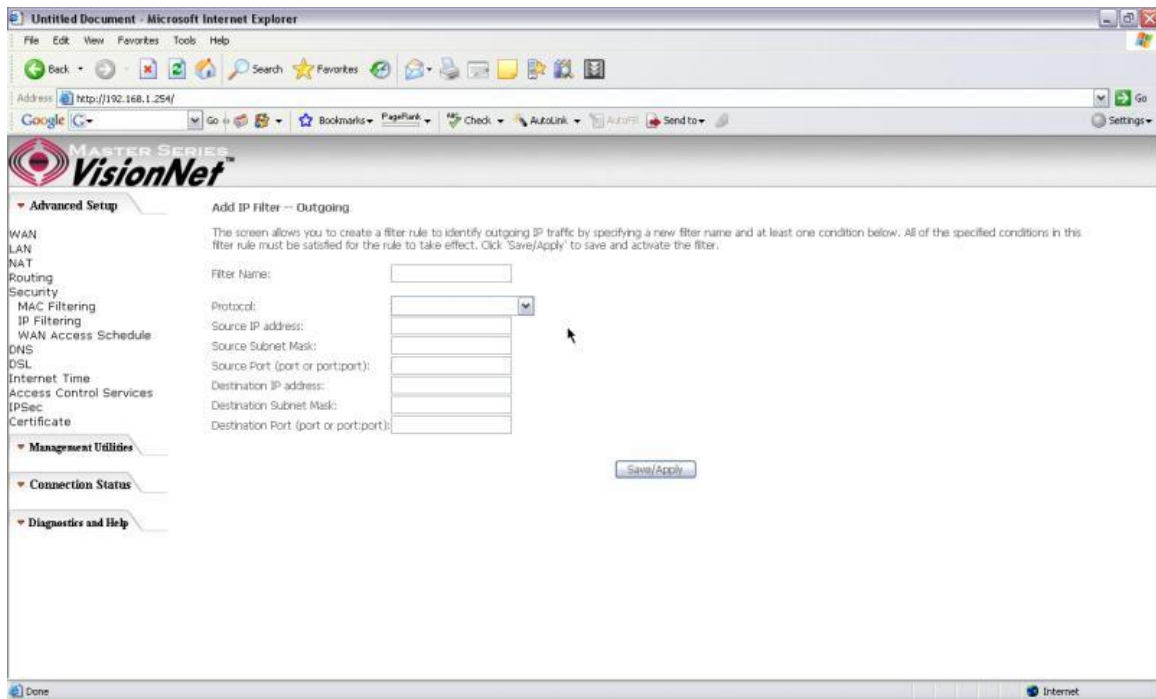 Untitled Document - Microsoft Internet Explorer
File Edit View Favorites Tools Help
Back Search Favorites
Address http://192.168.1.254/ Go
Google G Go Bookmarks PageRank Check AutoLink AutoFill Send to Settings
MASTER SERIES
VisionNet™
Advanced Setup
WAN
LAN
NAT
Routing
Security
MAC Filtering
IP Filtering
WAN Access Schedule
DNS
DSL
Internet Time
Access Control Services
IPSec
Certificate
Management Utilities
Connection Status
Diagnostics and Help
Add IP Filter -- Outgoing
The screen allows you to create a filter rule to identify outgoing IP traffic by specifying a new filter name and at least one condition below. All of the specified conditions in this
filter rule must be satisfied for the rule to take effect. Click 'Save/Apply' to save and activate the filter.
Filter Name:
Protocol:
Source IP address:
Source Subnet Mask:
Source Port (port or port:port):
Destination IP address:
Destination Subnet Mask:
Destination Port (port or port:port):
Save/Apply
Done Internet